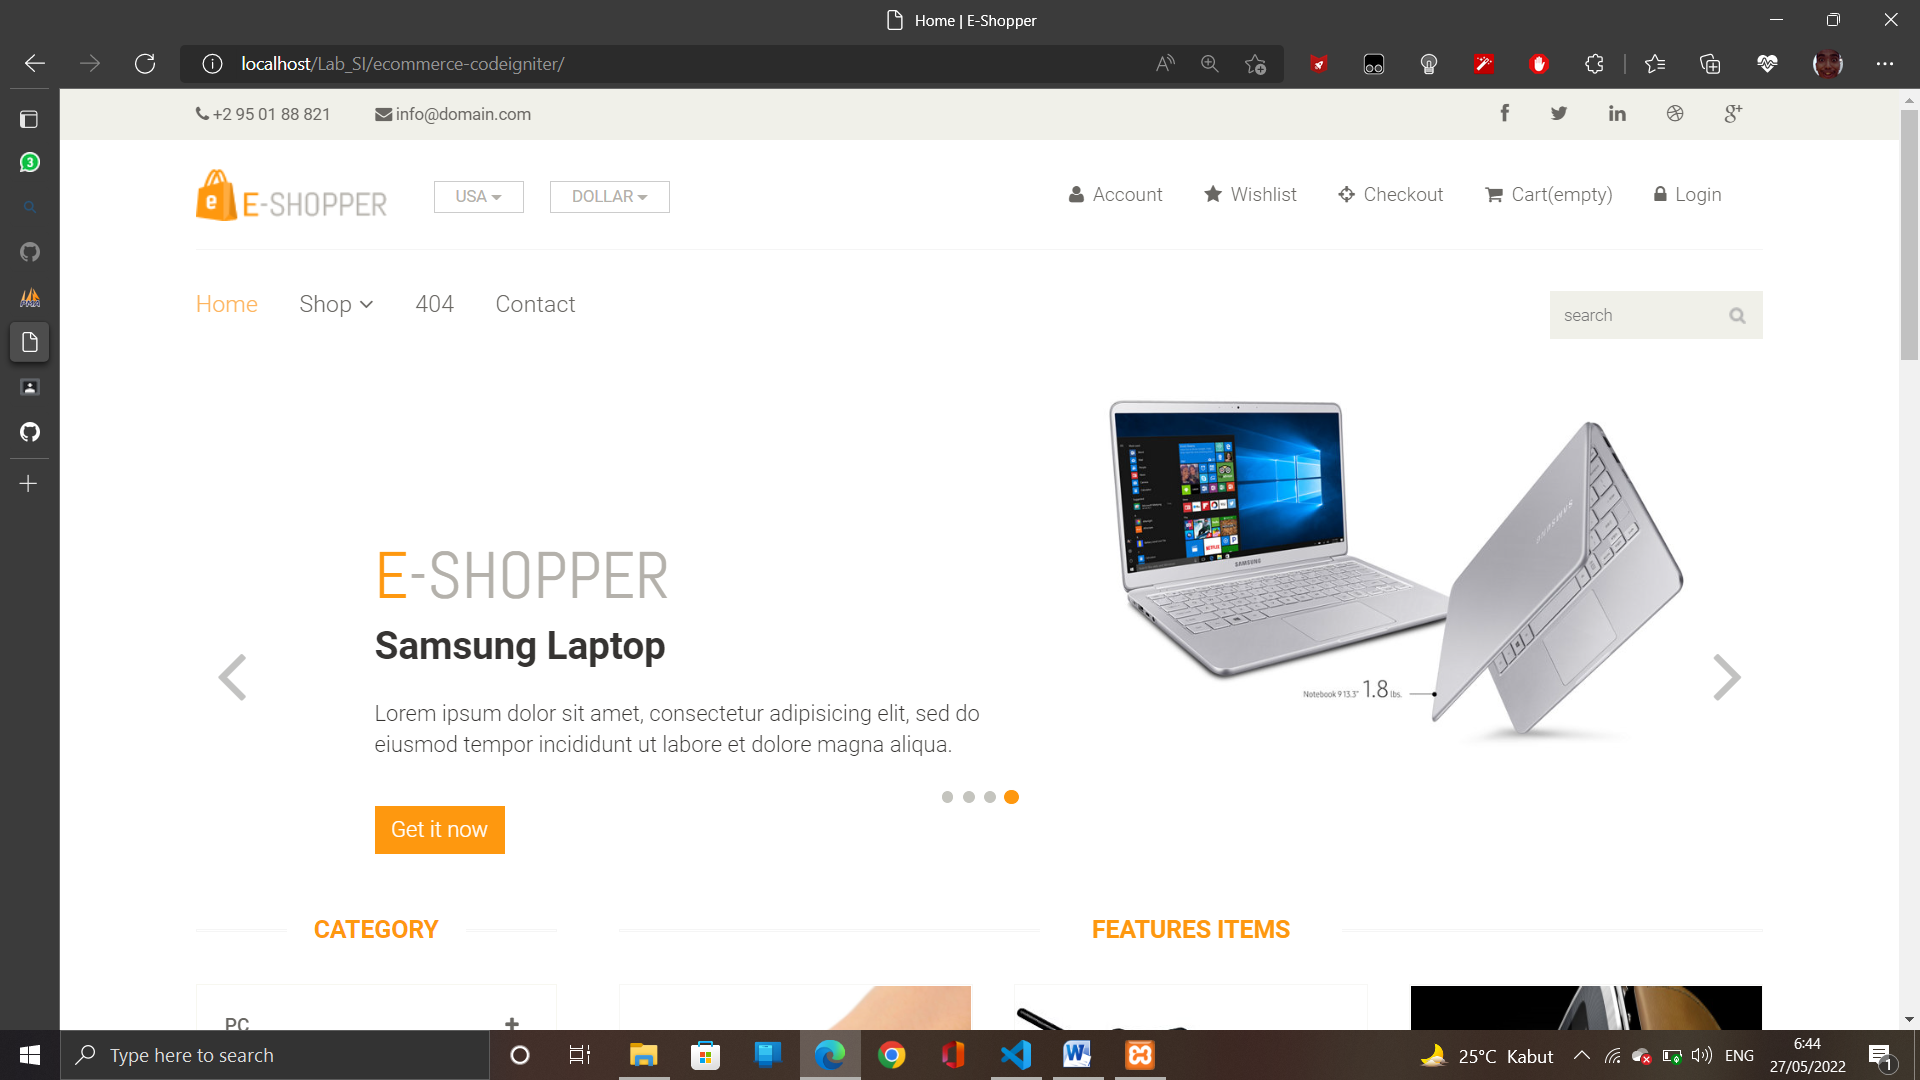 Home | E-Shopper
localhost/Lab_SI/ecommerce-codeigniter/
+2 95 01 88 821
info@domain.com
3
E-SHOPPER
USA
DOLLAR
Account
Wishlist
Checkout
Cart(empty)
Login
Home
Shop
404
Contact
search
E-SHOPPER
Samsung Laptop
Lorem ipsum dolor sit amet, consectetur adipisicing elit, sed do
eiusmod tempor incididunt ut labore et dolore magna aliqua.
Get it now
SAMSUNG
Notebook 9 13.3" 1.8 lbs.
CATEGORY
FEATURES ITEMS
PC
Type here to search
25°C Kabut
ENG
6:44
27/05/2022
1